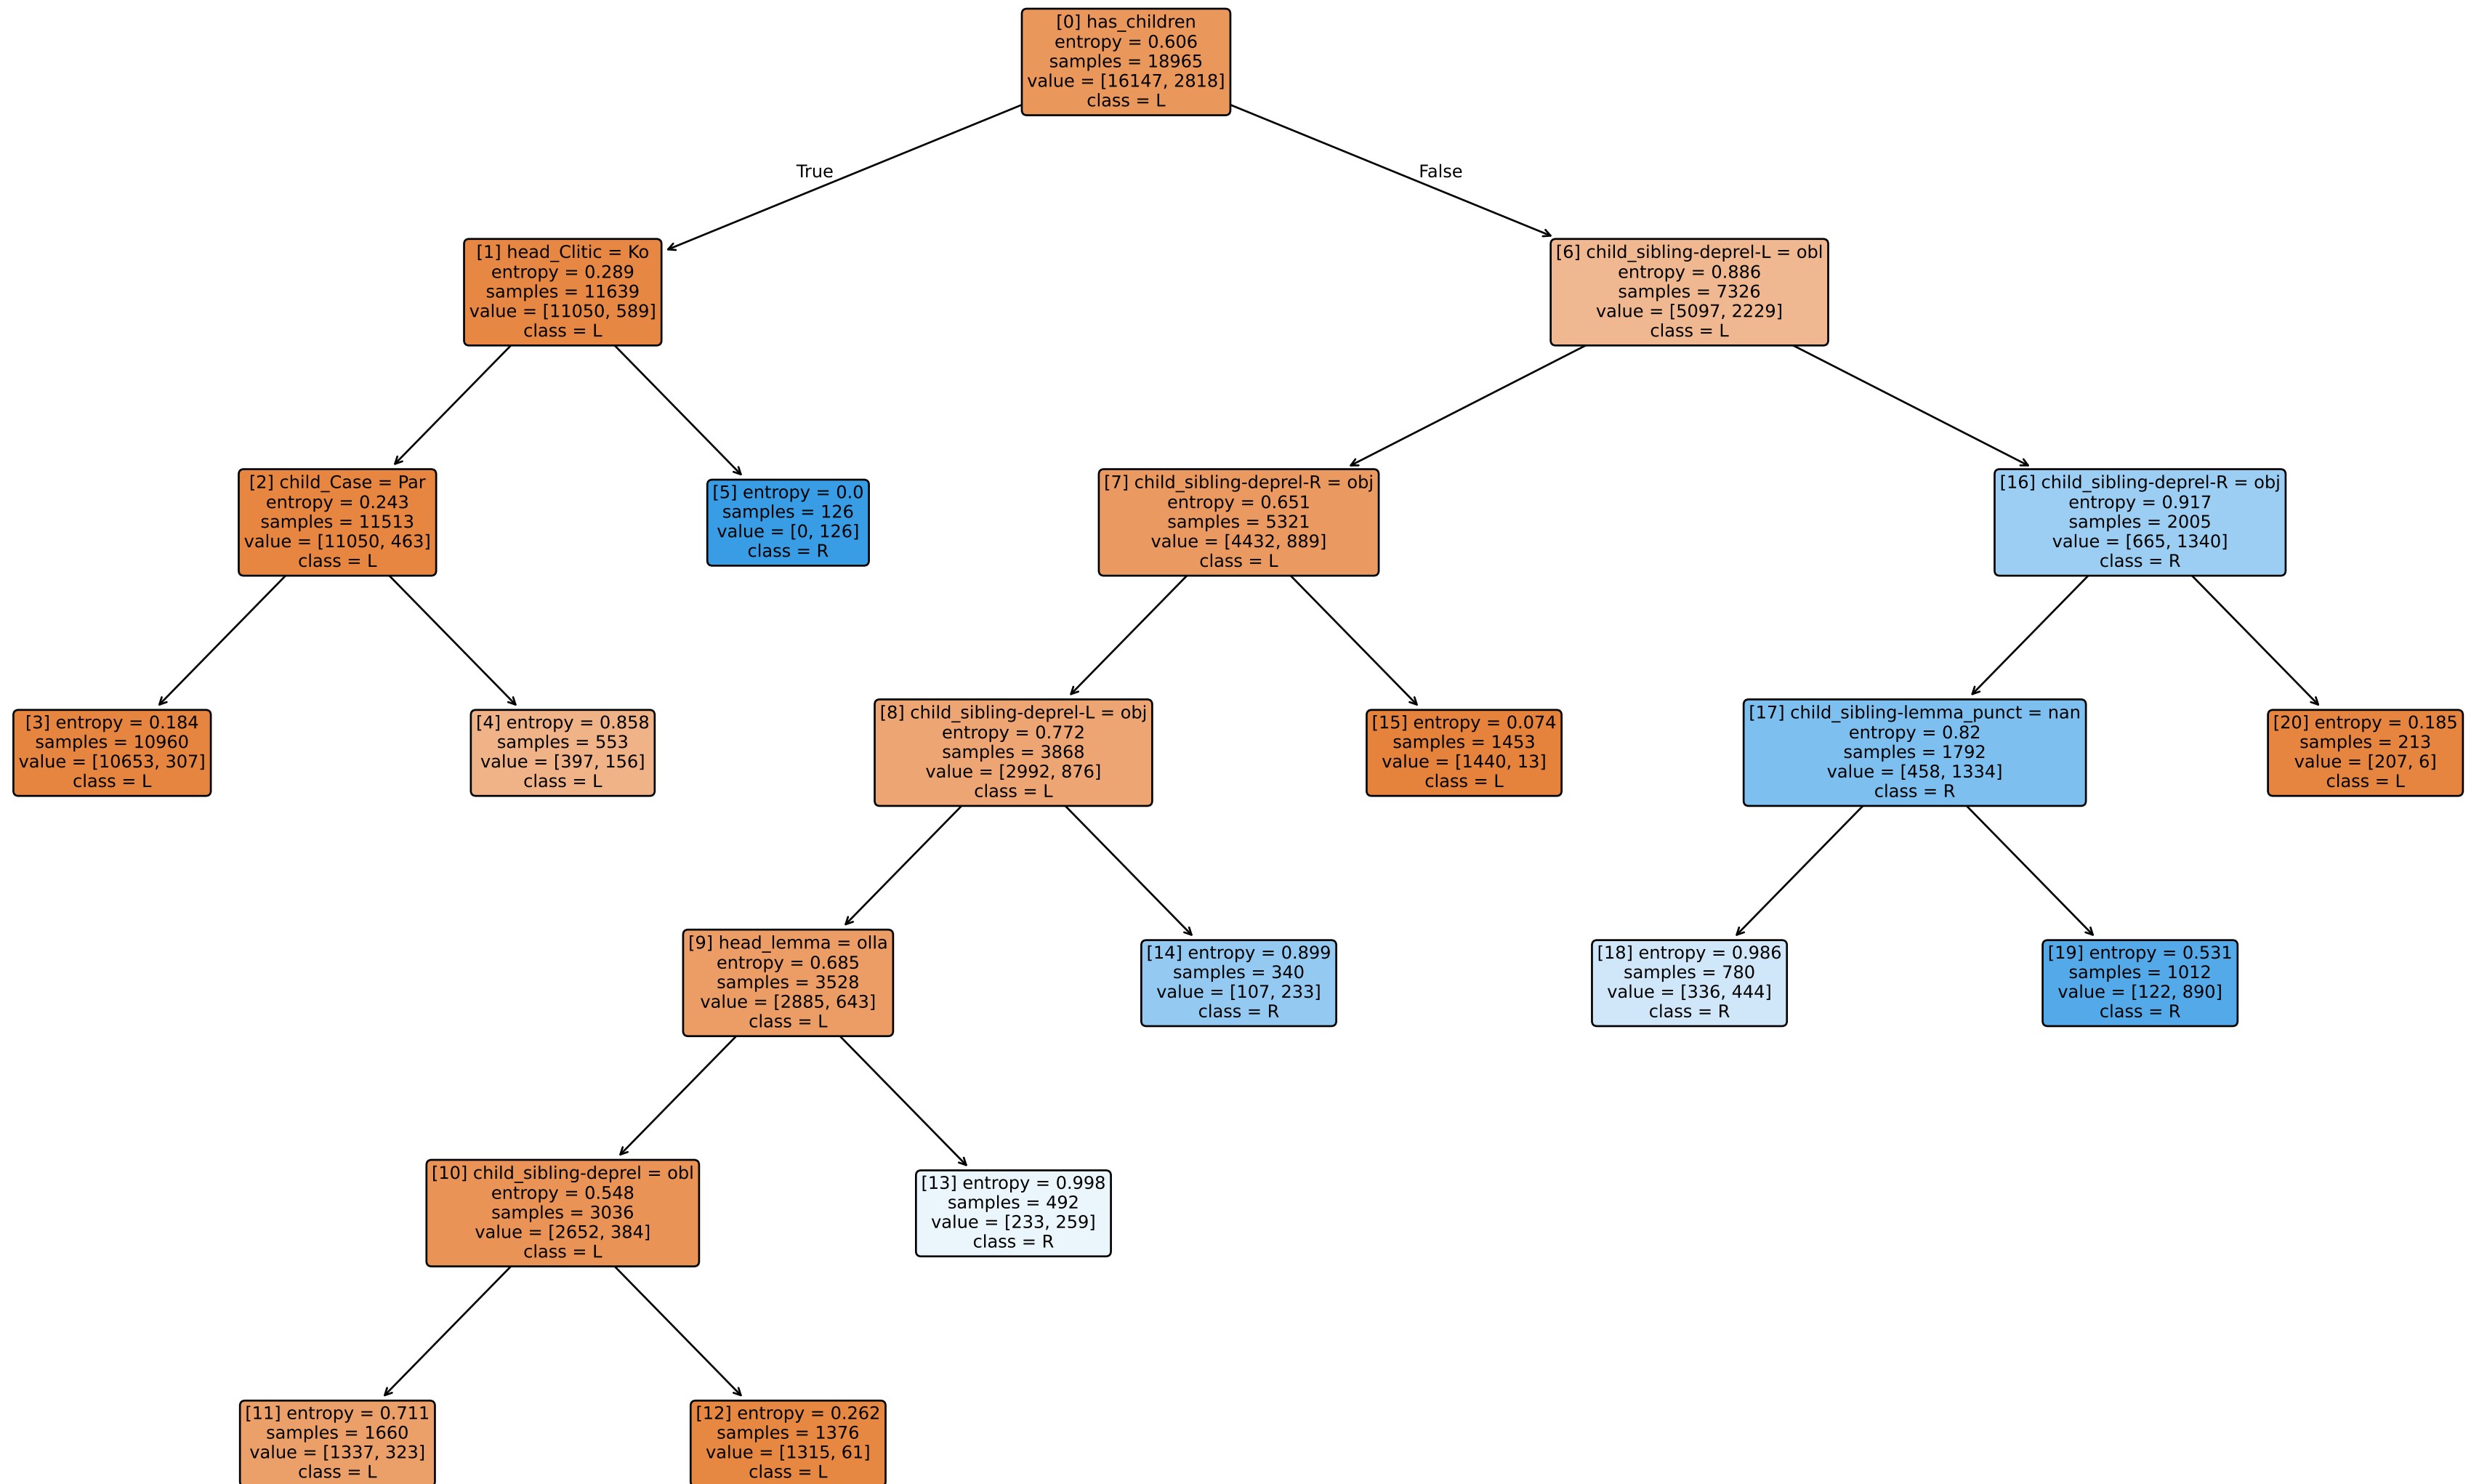 [0] has_children
entropy = 0.606
samples = 18965
value = [16147, 2818]
class = L
True
False
[1] head_Clitic = Ko
entropy = 0.289
samples = 11639
value = [11050, 589]
class = L
[6] child_sibling-deprel-L = obl
entropy = 0.886
samples = 7326
value = [5097, 2229]
class = L
[2] child_Case = Par
entropy = 0.243
samples = 11513
value = [11050, 463]
class = L
[5] entropy = 0.0
samples = 126
value = [0, 126]
class = R
[7] child_sibling-deprel-R = obj
entropy = 0.651
samples = 5321
value = [4432, 889]
class = L
[16] child_sibling-deprel-R = obj
entropy = 0.917
samples = 2005
value = [665, 1340]
class = R
[3] entropy = 0.184
samples = 10960
value = [10653, 307]
class = L
[4] entropy = 0.858
samples = 553
value = [397, 156]
class = L
[8] child_sibling-deprel-L = obj
entropy = 0.772
samples = 3868
value = [2992, 876]
class = L
[15] entropy = 0.074
samples = 1453
value = [1440, 13]
class = L
[17] child_sibling-lemma_punct = nan
entropy = 0.82
samples = 1792
value = [458, 1334]
class = R
[20] entropy = 0.185
samples = 213
value = [207, 6]
class = L
[9] head_lemma = olla
entropy = 0.685
samples = 3528
value = [2885, 643]
class = L
[14] entropy = 0.899
samples = 340
value = [107, 233]
class = R
[18] entropy = 0.986
samples = 780
value = [336, 444]
class = R
[19] entropy = 0.531
samples = 1012
value = [122, 890]
class = R
[10] child_sibling-deprel = obl
entropy = 0.548
samples = 3036
value = [2652, 384]
class = L
[13] entropy = 0.998
samples = 492
value = [233, 259]
class = R
[11] entropy = 0.711
samples = 1660
value = [1337, 323]
class = L
[12] entropy = 0.262
samples = 1376
value = [1315, 61]
class = L